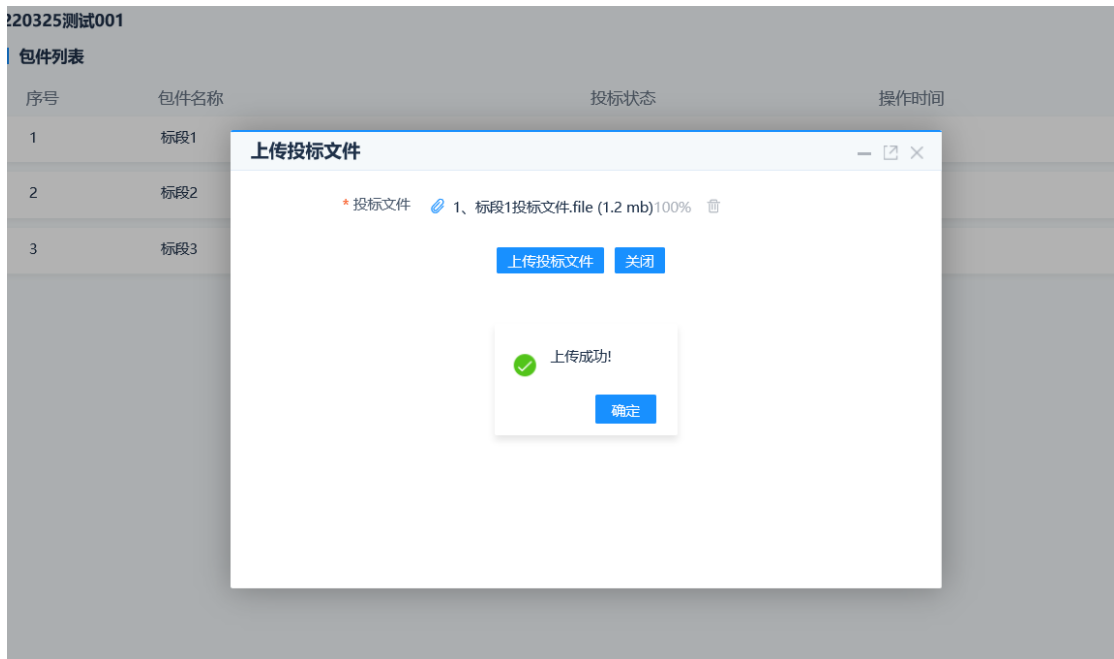 220325测试001
包件列表
序号 包件名称 投标状态 操作时间
1 标段1
上传投标文件
2 标段2
* 投标文件 1、标段1投标文件.file (1.2 mb)100%
3 标段3
上传投标文件 关闭
上传成功!
确定